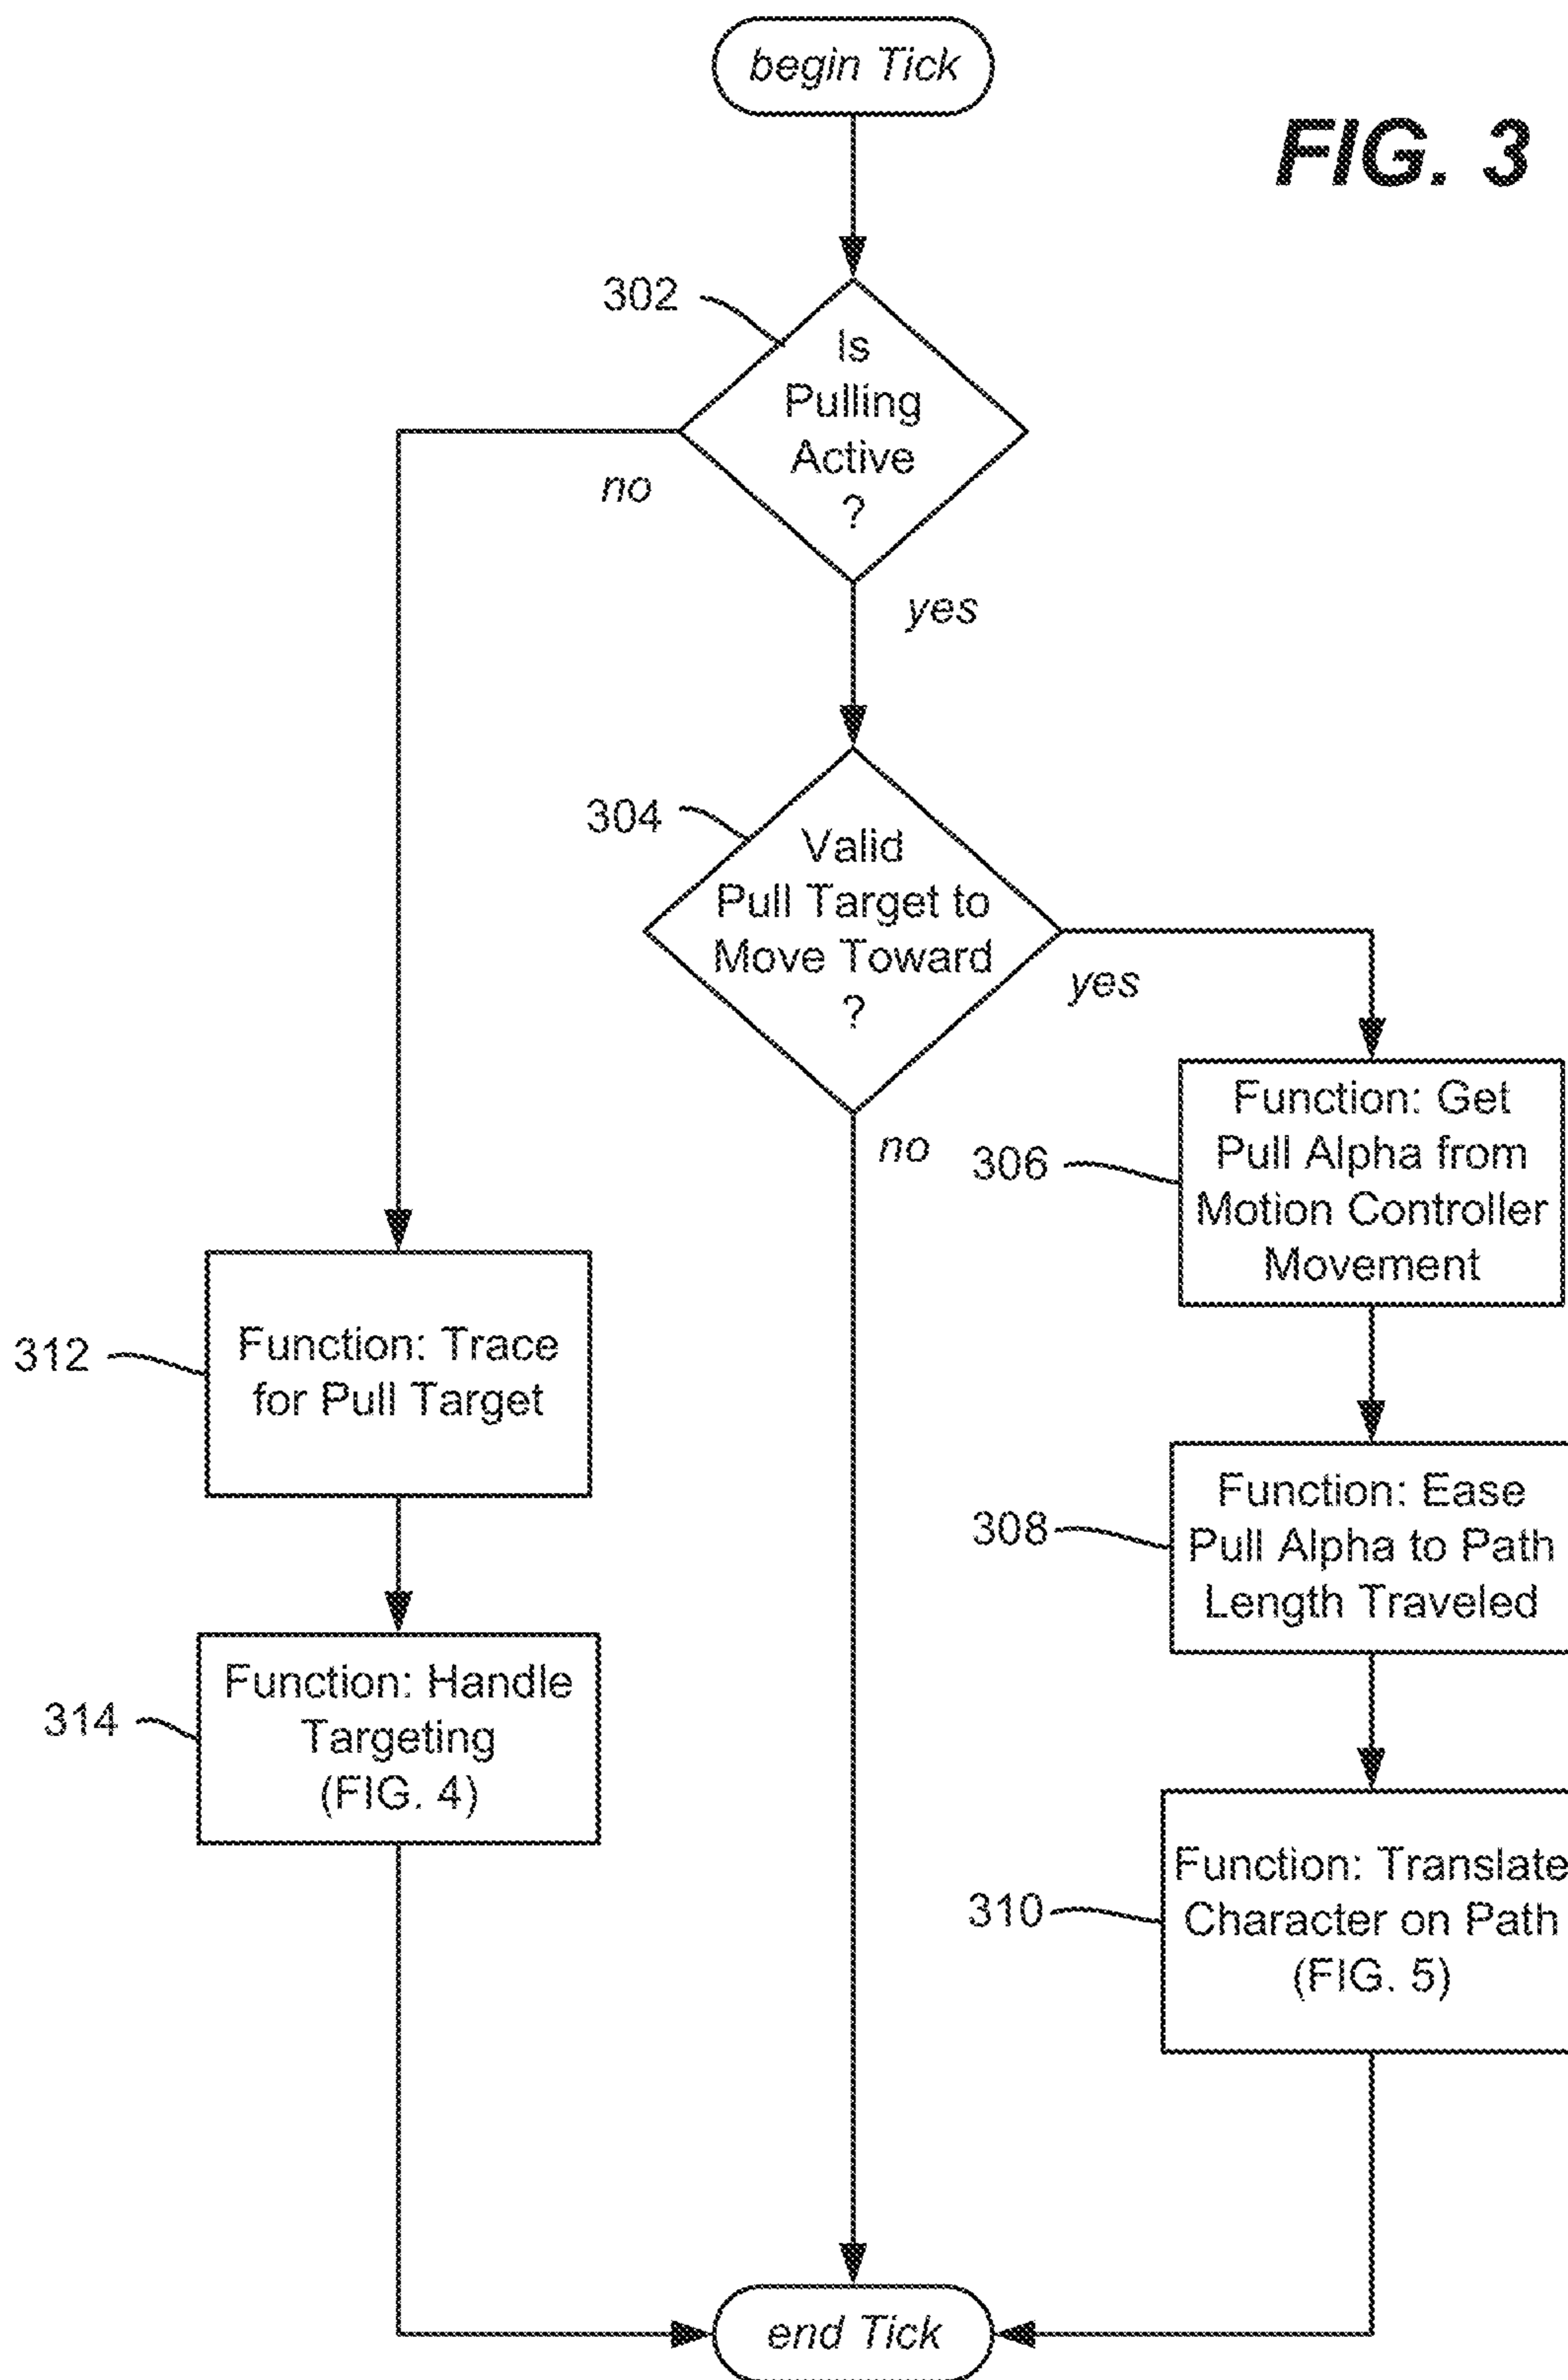 begin Tick
FIG. 3
302
Is
Pulling
Active
?
no
yes
304
Valid
Pull Target to
Move Toward
?
yes
no
306
Function: Get
Pull Alpha from
Motion Controller
Movement
312
Function: Trace
for Pull Target
308
Function: Ease
Pull Alpha to Path
Length Traveled
314
Function: Handle
Targeting
(FIG. 4)
310
Function: Translate
Character on Path
(FIG. 5)
end Tick